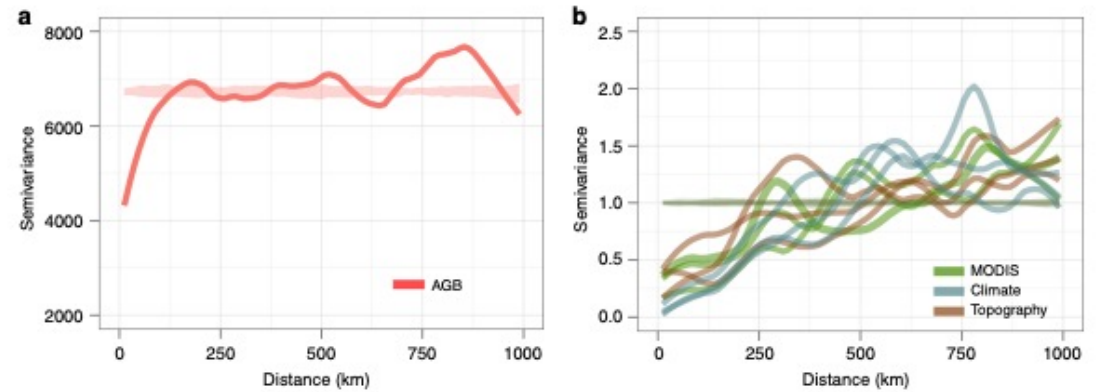 a
8000
6000
4000
2000
Semivariance
AGB
0 250 500 750 1000
Distance (km)
b
2.5
2.0
1.5
1.0
0.5
0.0
Semivariance
MODIS
Climate
Topography
0 250 500 750 1000
Distance (km)